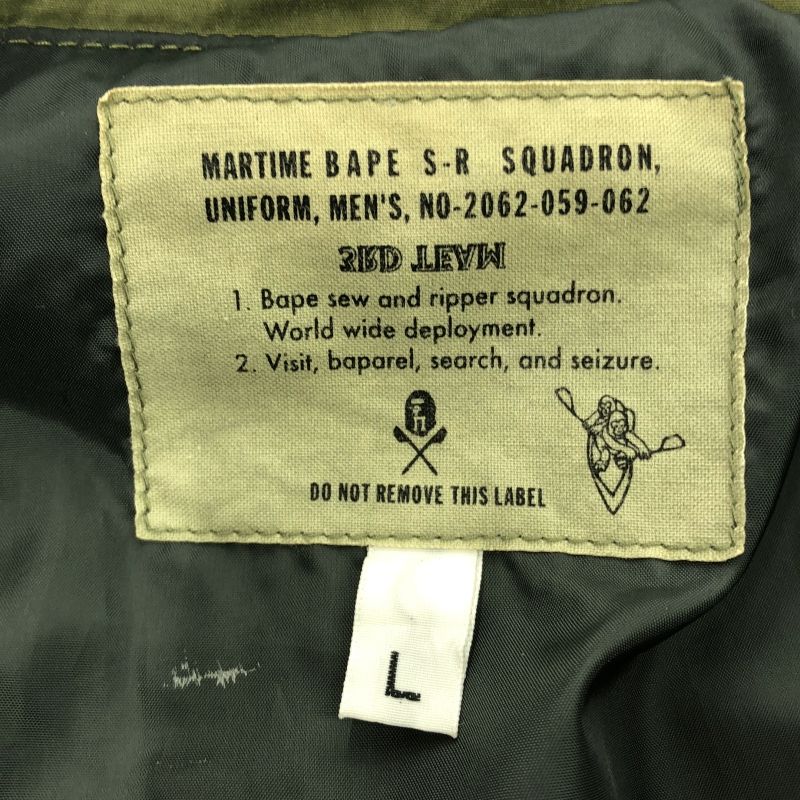 MARTIME BAPE S-R SQUADRON,
UNIFORM, MEN'S, NO-2062-059-062
3RD TEAM
1. Bape sew and ripper squadron.
World wide deployment.
2. Visit, baparel, search, and seizure.
DO NOT REMOVE THIS LABEL
L